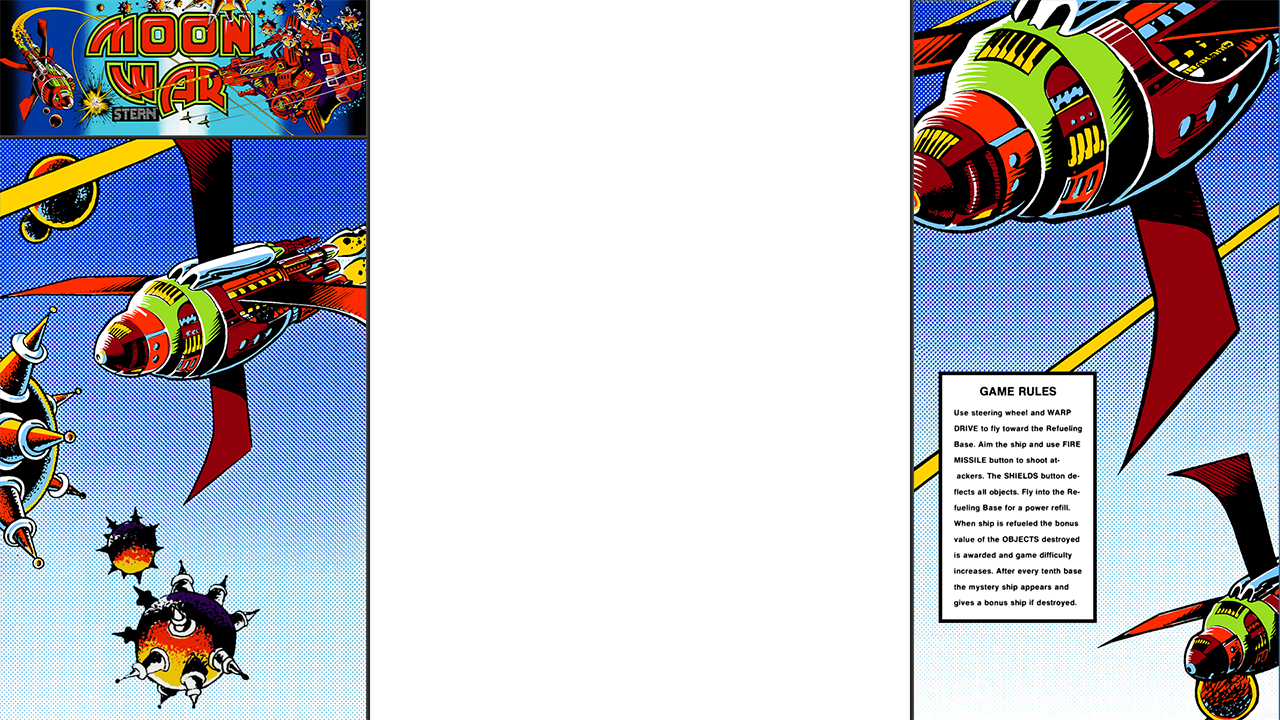 MOON
WAR
STERN
GAME RULES
Use steering wheel and WARP
DRIVE to fly toward the Refueling
Base. Aim the ship and use FIRE
MISSILE button to shoot at-
ackers. The SHIELDS button de-
flects all objects. Fly into the Re-
fueling Base for a power refill.
When ship is refueled the bonus
value of the OBJECTS destroyed
is awarded and game difficulty
increases. After every tenth base
the mystery ship appears and
gives a bonus ship if destroyed.